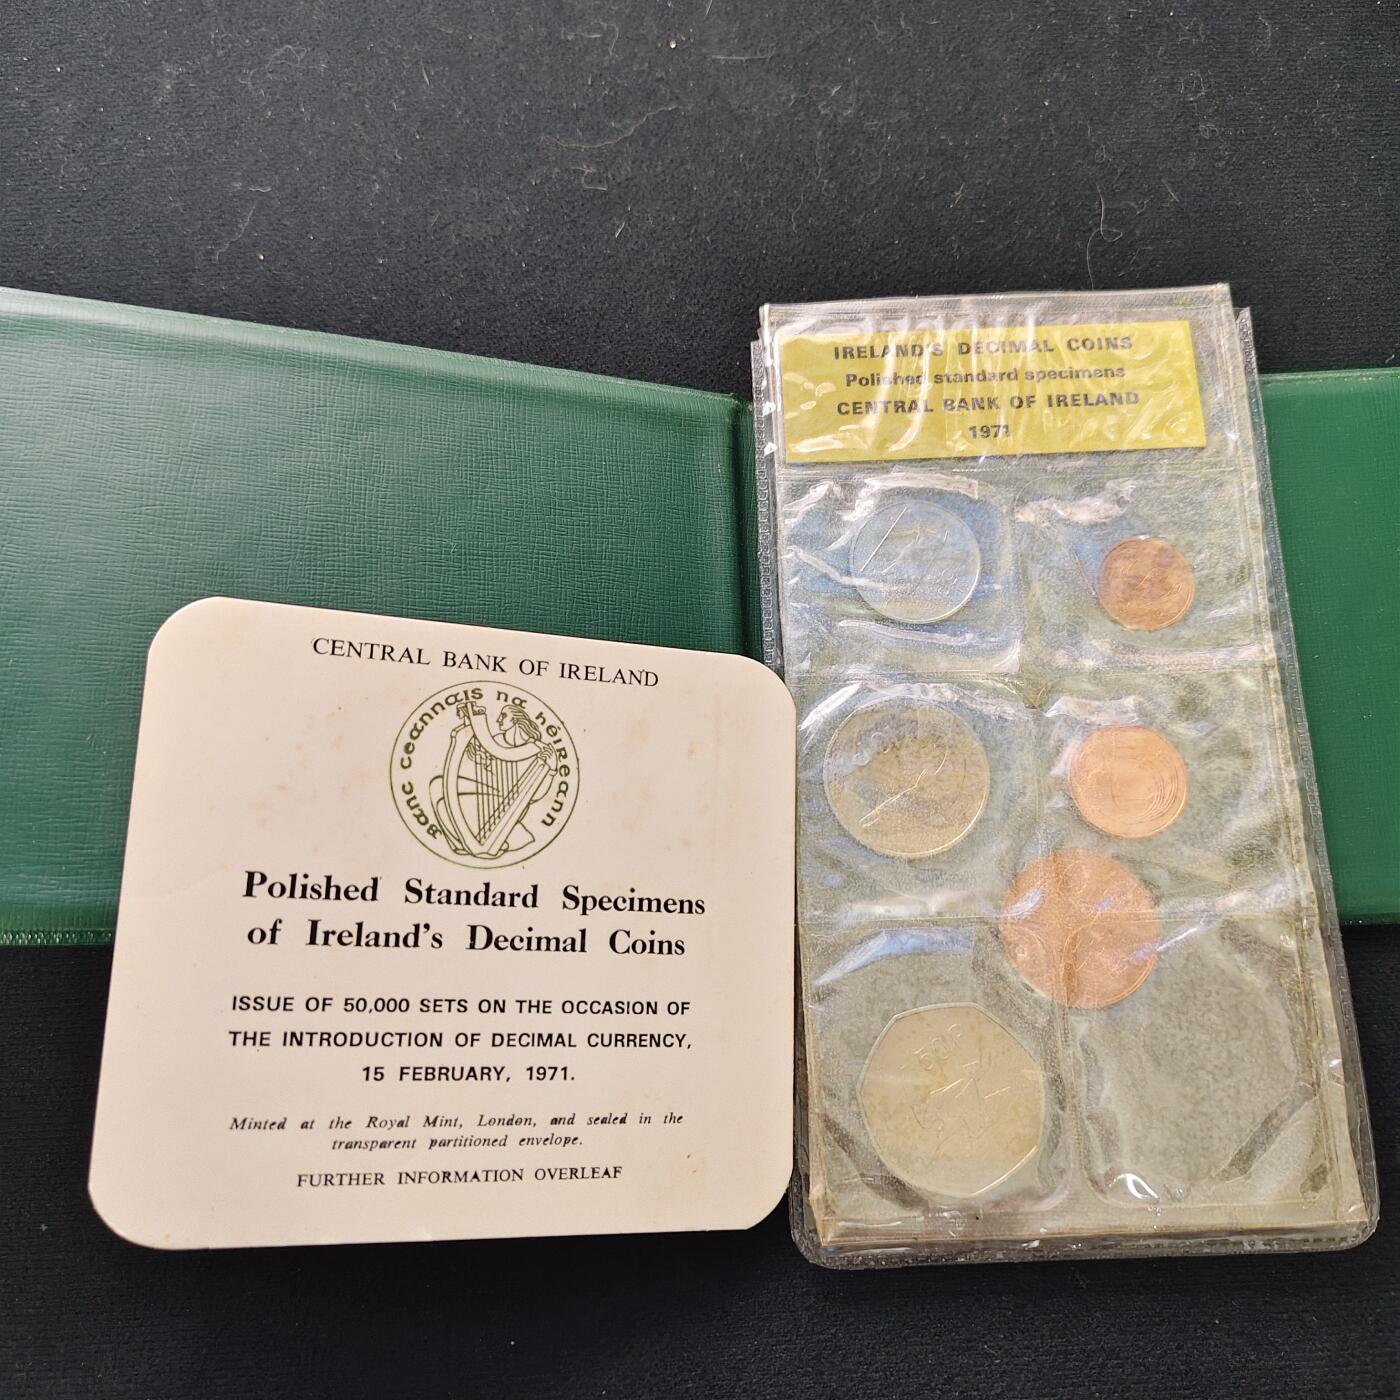 CENTRAL BANK OF IRELAND
banc ceannais na héireann
Polished Standard Specimens
of Ireland's Decimal Coins
ISSUE OF 50,000 SETS ON THE OCCASION OF
THE INTRODUCTION OF DECIMAL CURRENCY,
15 FEBRUARY, 1971.
Minted at the Royal Mint, London, and sealed in the
transparent partitioned envelope.
FURTHER INFORMATION OVERLEAF
IRELAND'S DECIMAL COINS
Polished standard specimens
CENTRAL BANK OF IRELAND
1971
50p